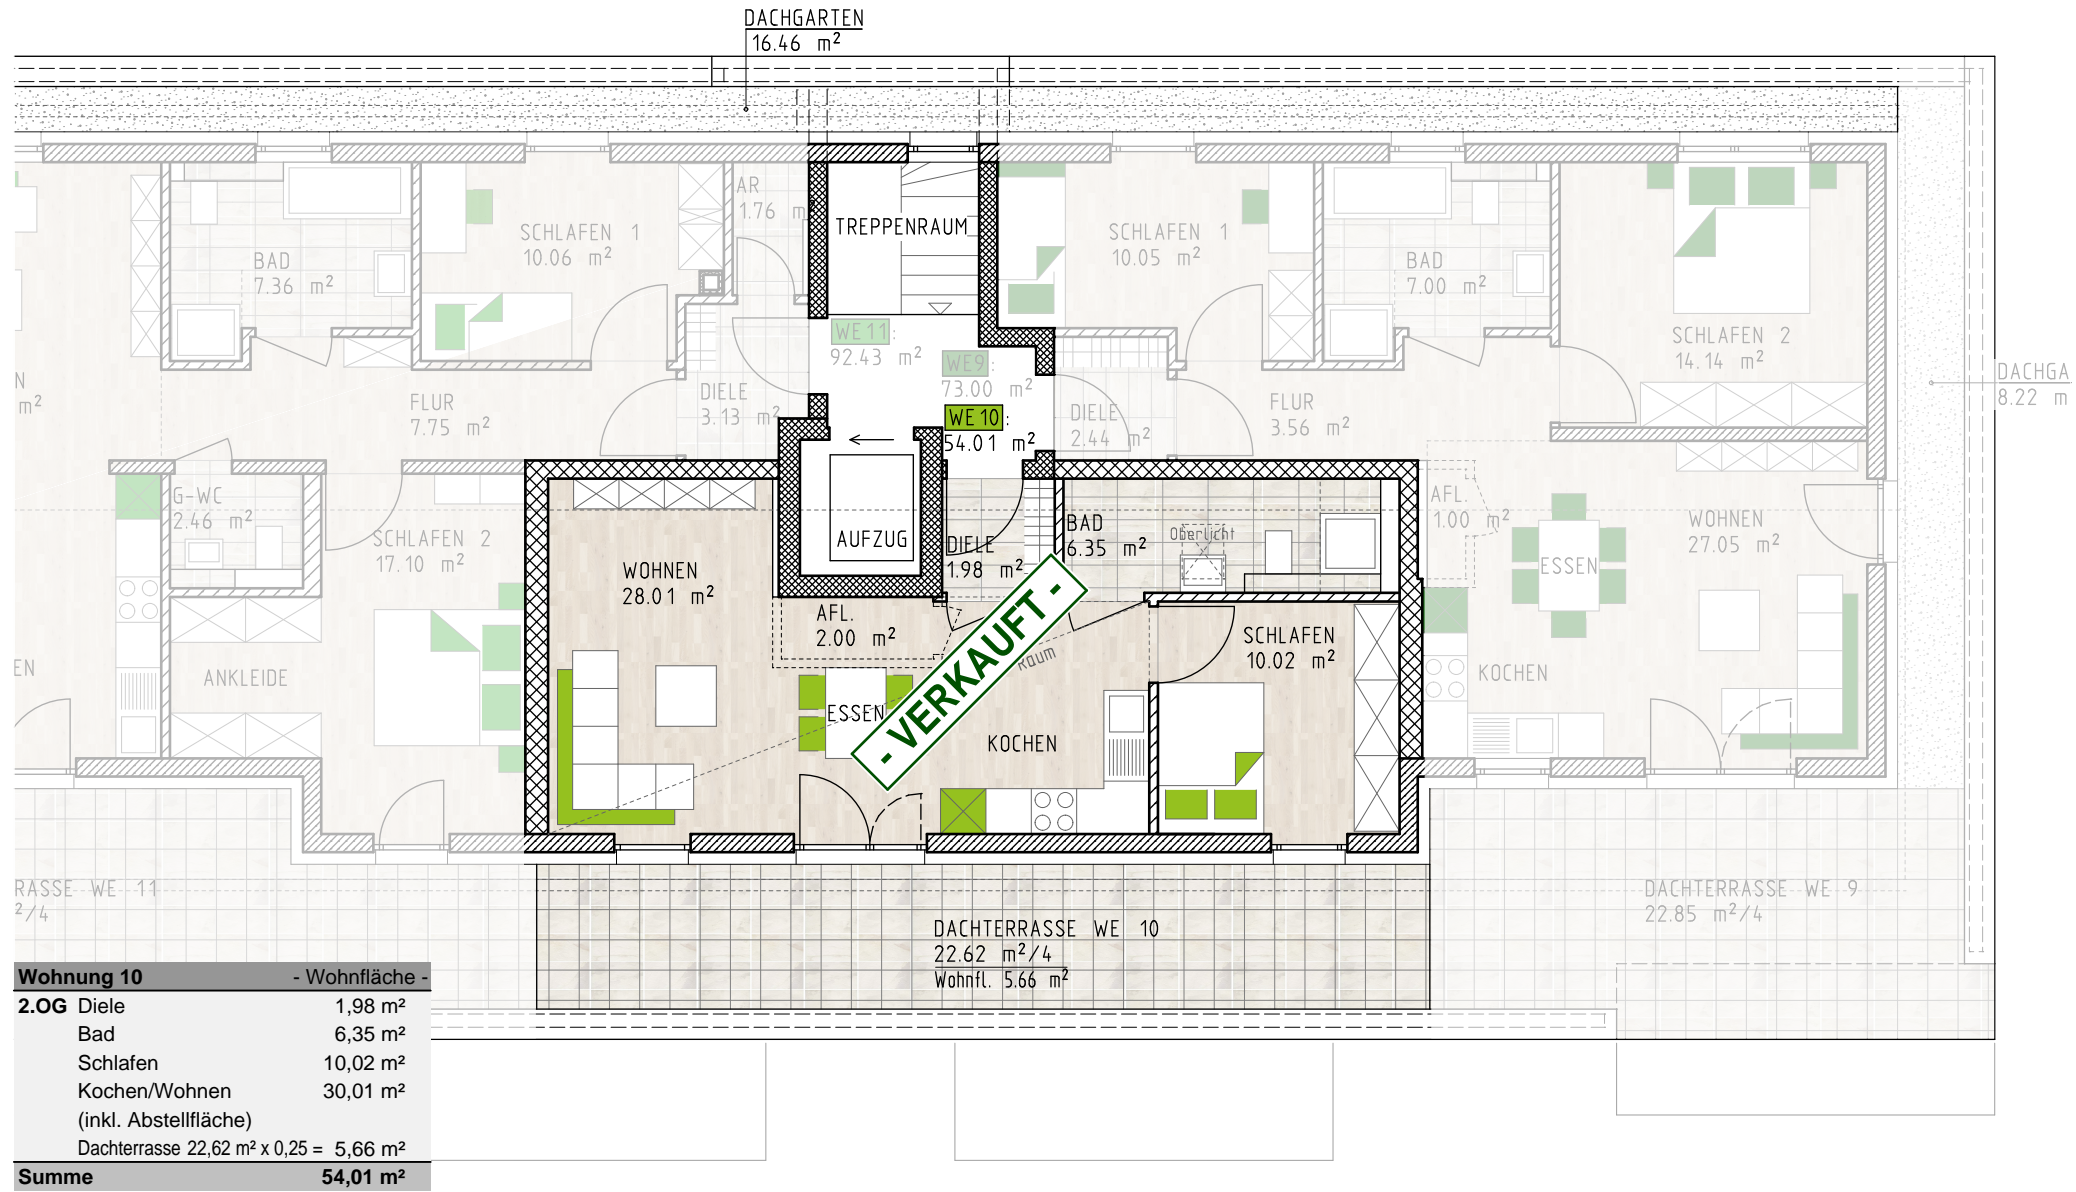 DACHGARTEN
16.46 m²
AR
1.76 m
TREPPENRAUM
SCHLAFEN 1
10.06 m²
SCHLAFEN 1
10.05 m²
BAD
7.36 m²
BAD
7.00 m²
SCHLAFEN 2
14.14 m²
WE 11:
92.43 m²
WE9:
73.00 m²
WE 10:
54.01 m²
N
m²
FLUR
7.75 m²
DIELE
3.13 m²
DIELE
2.44 m²
FLUR
3.56 m²
DACHGA
8.22 m
G-WC
2.46 m²
SCHLAFEN 2
17.10 m²
AUFZUG
DIELE
1.98 m²
BAD
6.35 m²
Oberlicht
AFL.
1.00 m²
WOHNEN
27.05 m²
ESSEN
WOHNEN
28.01 m²
AFL.
2.00 m²
SCHLAFEN
10.02 m²
Raum
EN
ANKLEIDE
KOCHEN
ESSEN
- VERKAUFT -
KOCHEN
RASSE WE 11
²/4
DACHTERRASSE WE 9
22.85 m²/4
DACHTERRASSE WE 10
22.62 m²/4
Wohnfl. 5.66 m²
Wohnung 10 - Wohnfläche -
2.OG Diele 1,98 m²
Bad 6,35 m²
Schlafen 10,02 m²
Kochen/Wohnen 30,01 m²
(inkl. Abstellfläche)
Dachterrasse 22,62 m² x 0,25 = 5,66 m²
Summe 54,01 m²